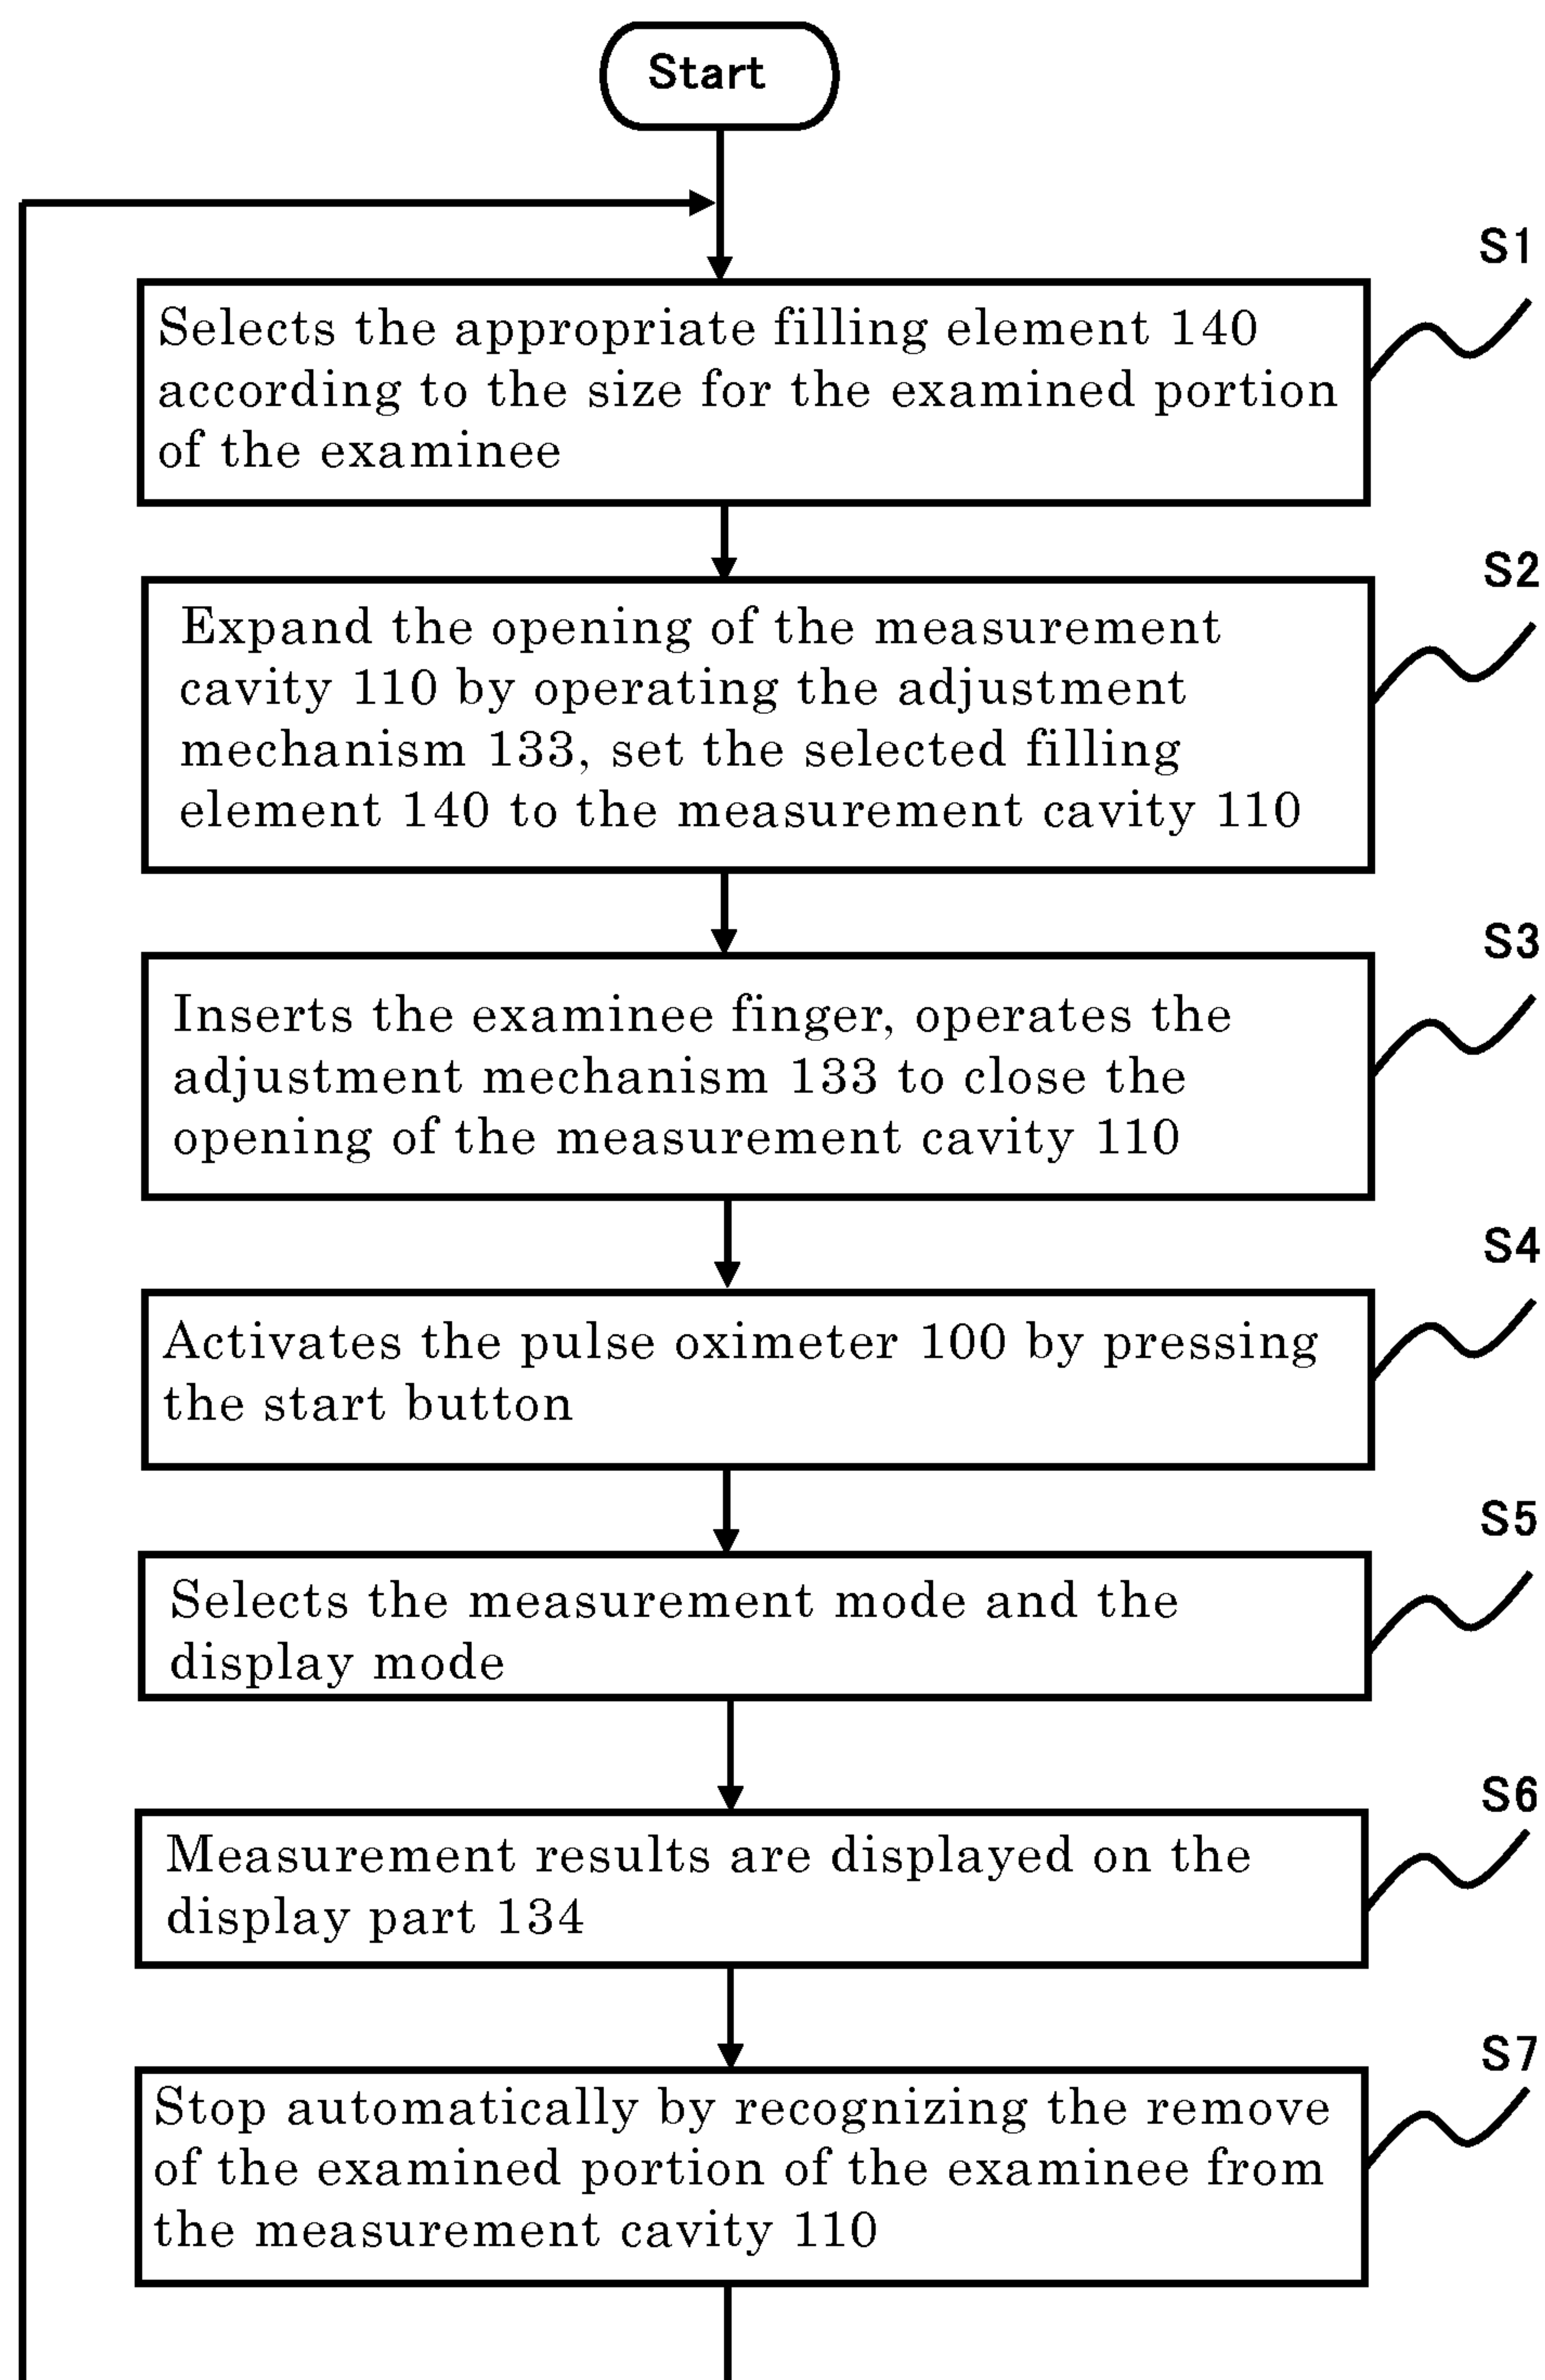 Start
S1
Selects the appropriate filling element 140
according to the size for the examined portion
of the examinee
S2
Expand the opening of the measurement
cavity 110 by operating the adjustment
mechanism 133, set the selected filling
element 140 to the measurement cavity 110
S3
Inserts the examinee finger, operates the
adjustment mechanism 133 to close the
opening of the measurement cavity 110
S4
Activates the pulse oximeter 100 by pressing
the start button
S5
Selects the measurement mode and the
display mode
S6
Measurement results are displayed on the
display part 134
S7
Stop automatically by recognizing the remove
of the examined portion of the examinee from
the measurement cavity 110